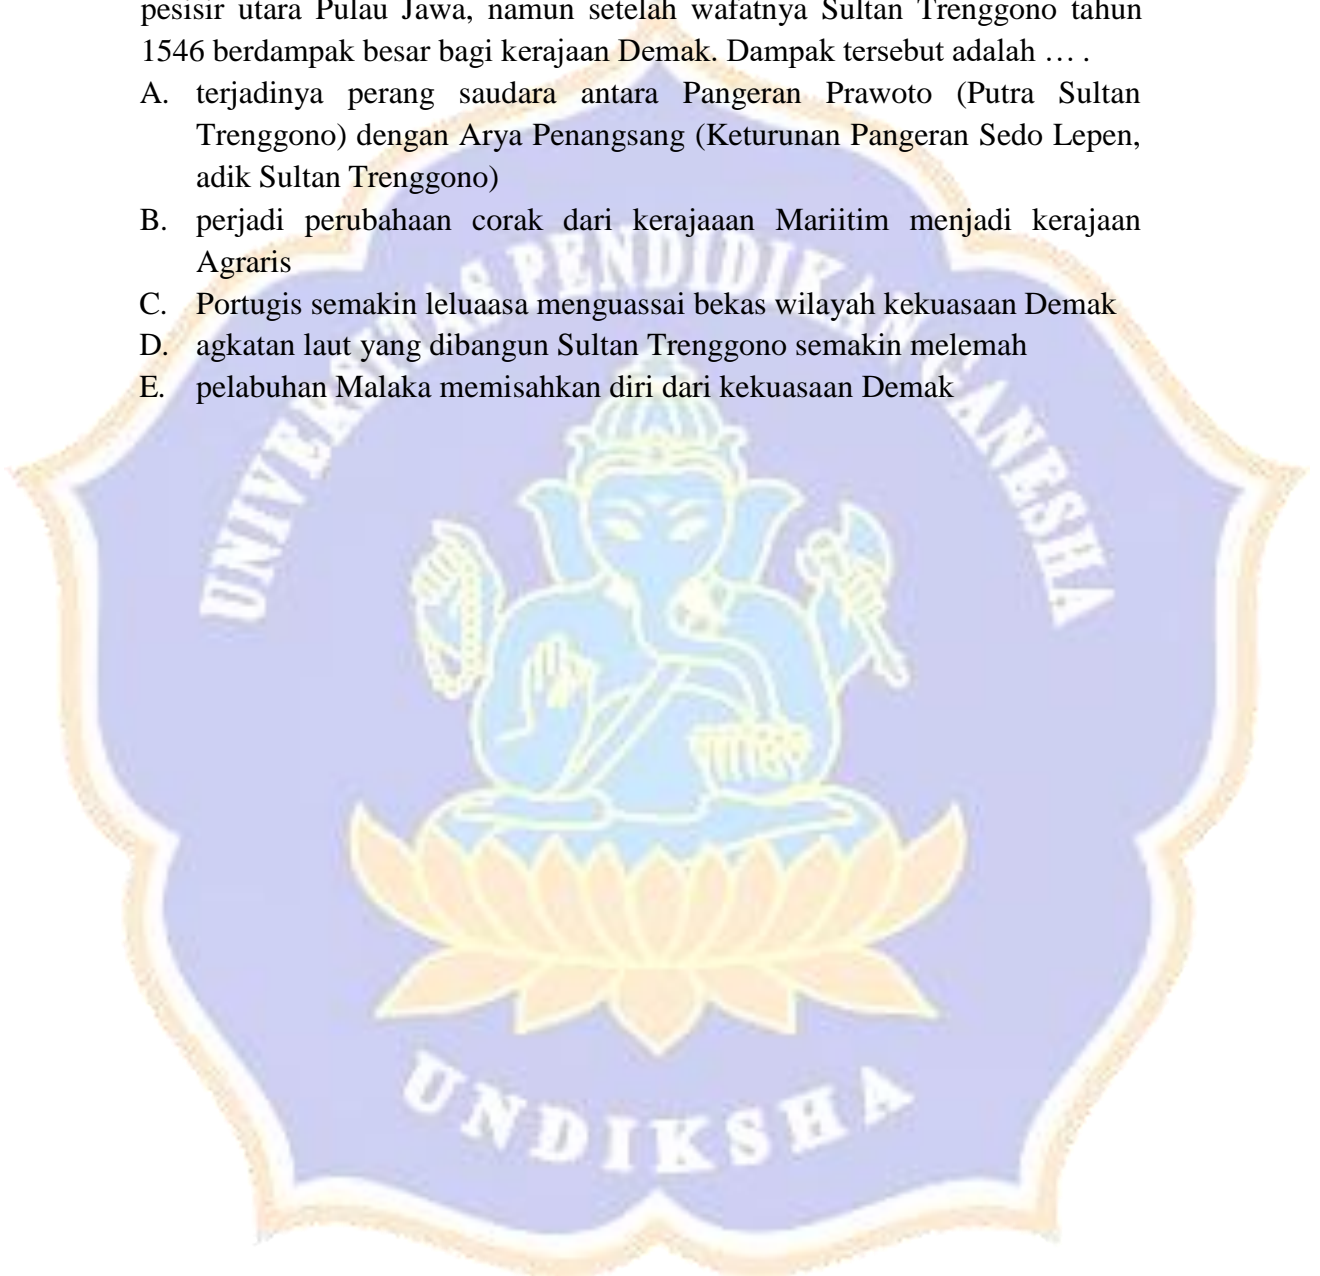 pesisir utara Pulau Jawa, namun setelah wafatnya Sultan Trenggono tahun
1546 berdampak besar bagi kerajaan Demak. Dampak tersebut adalah … .
A. terjadinya perang saudara antara Pangeran Prawoto (Putra Sultan
Trenggono) dengan Arya Penangsang (Keturunan Pangeran Sedo Lepen,
adik Sultan Trenggono)
B. perjadi perubahaan corak dari kerajaaan Mariitim menjadi kerajaan
Agraris
C. Portugis semakin leluaasa menguassai bekas wilayah kekuasaan Demak
D. agkatan laut yang dibangun Sultan Trenggono semakin melemah
E. pelabuhan Malaka memisahkan diri dari kekuasaan Demak
UNIVERSITAS PENDIDIKAN GANESHA
UNDIKSHA